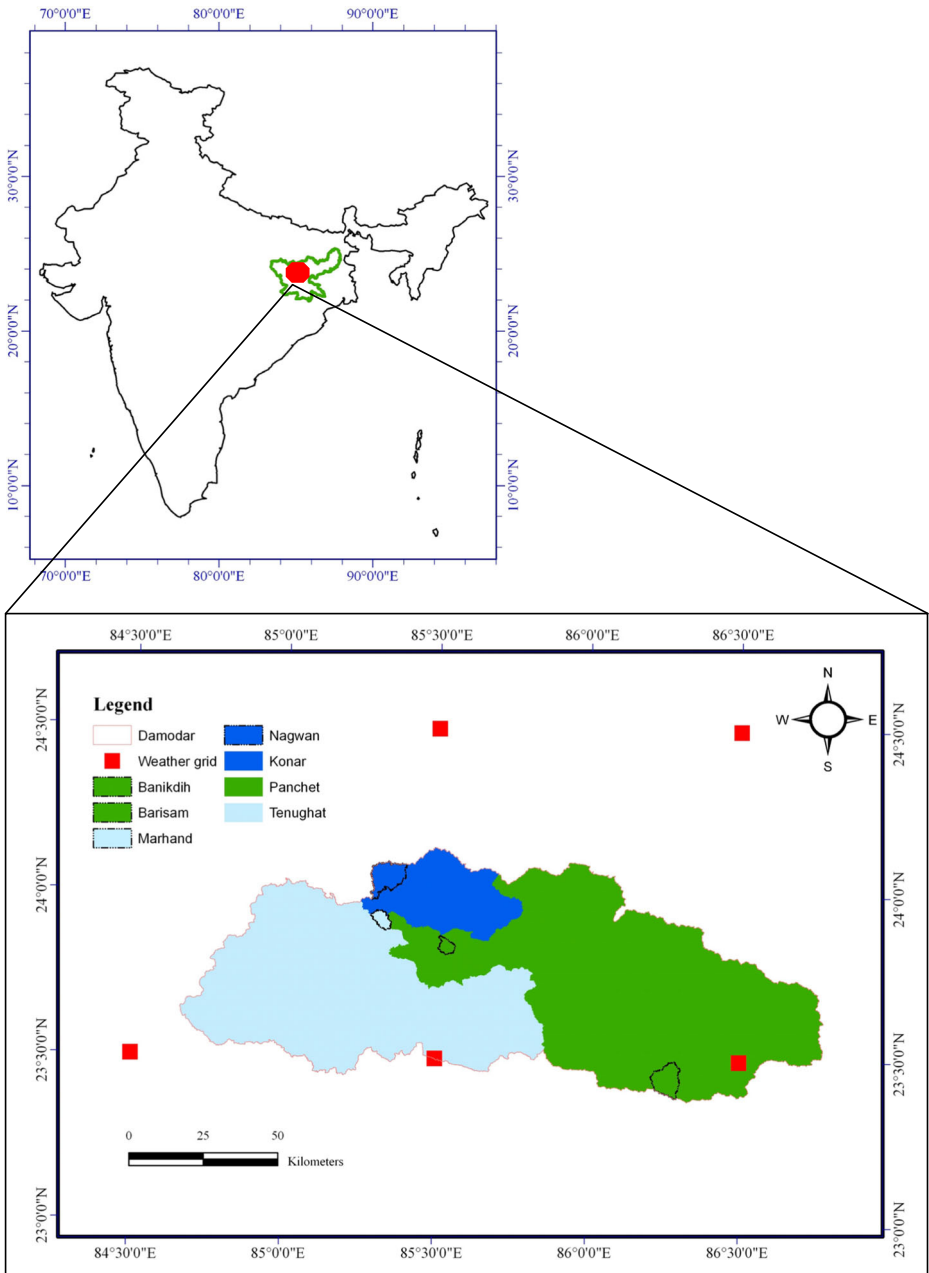 70°0'0"E 80°0'0"E 90°0'0"E
30°0'0"N 30°0'0"N
20°0'0"N 20°0'0"N
10°0'0"N 10°0'0"N
70°0'0"E 80°0'0"E 90°0'0"E
84°30'0"E 85°0'0"E 85°30'0"E 86°0'0"E 86°30'0"E
N
W E
S
Legend
Damodar Nagwan
Weather grid Konar
Banikdih Panchet
Barisam Tenughat
Marhand
24°30'0"N 24°30'0"N
24°0'0"N 24°0'0"N
23°30'0"N 23°30'0"N
0 25 50
Kilometers
23°0'0"N 23°0'0"N
84°30'0"E 85°0'0"E 85°30'0"E 86°0'0"E 86°30'0"E